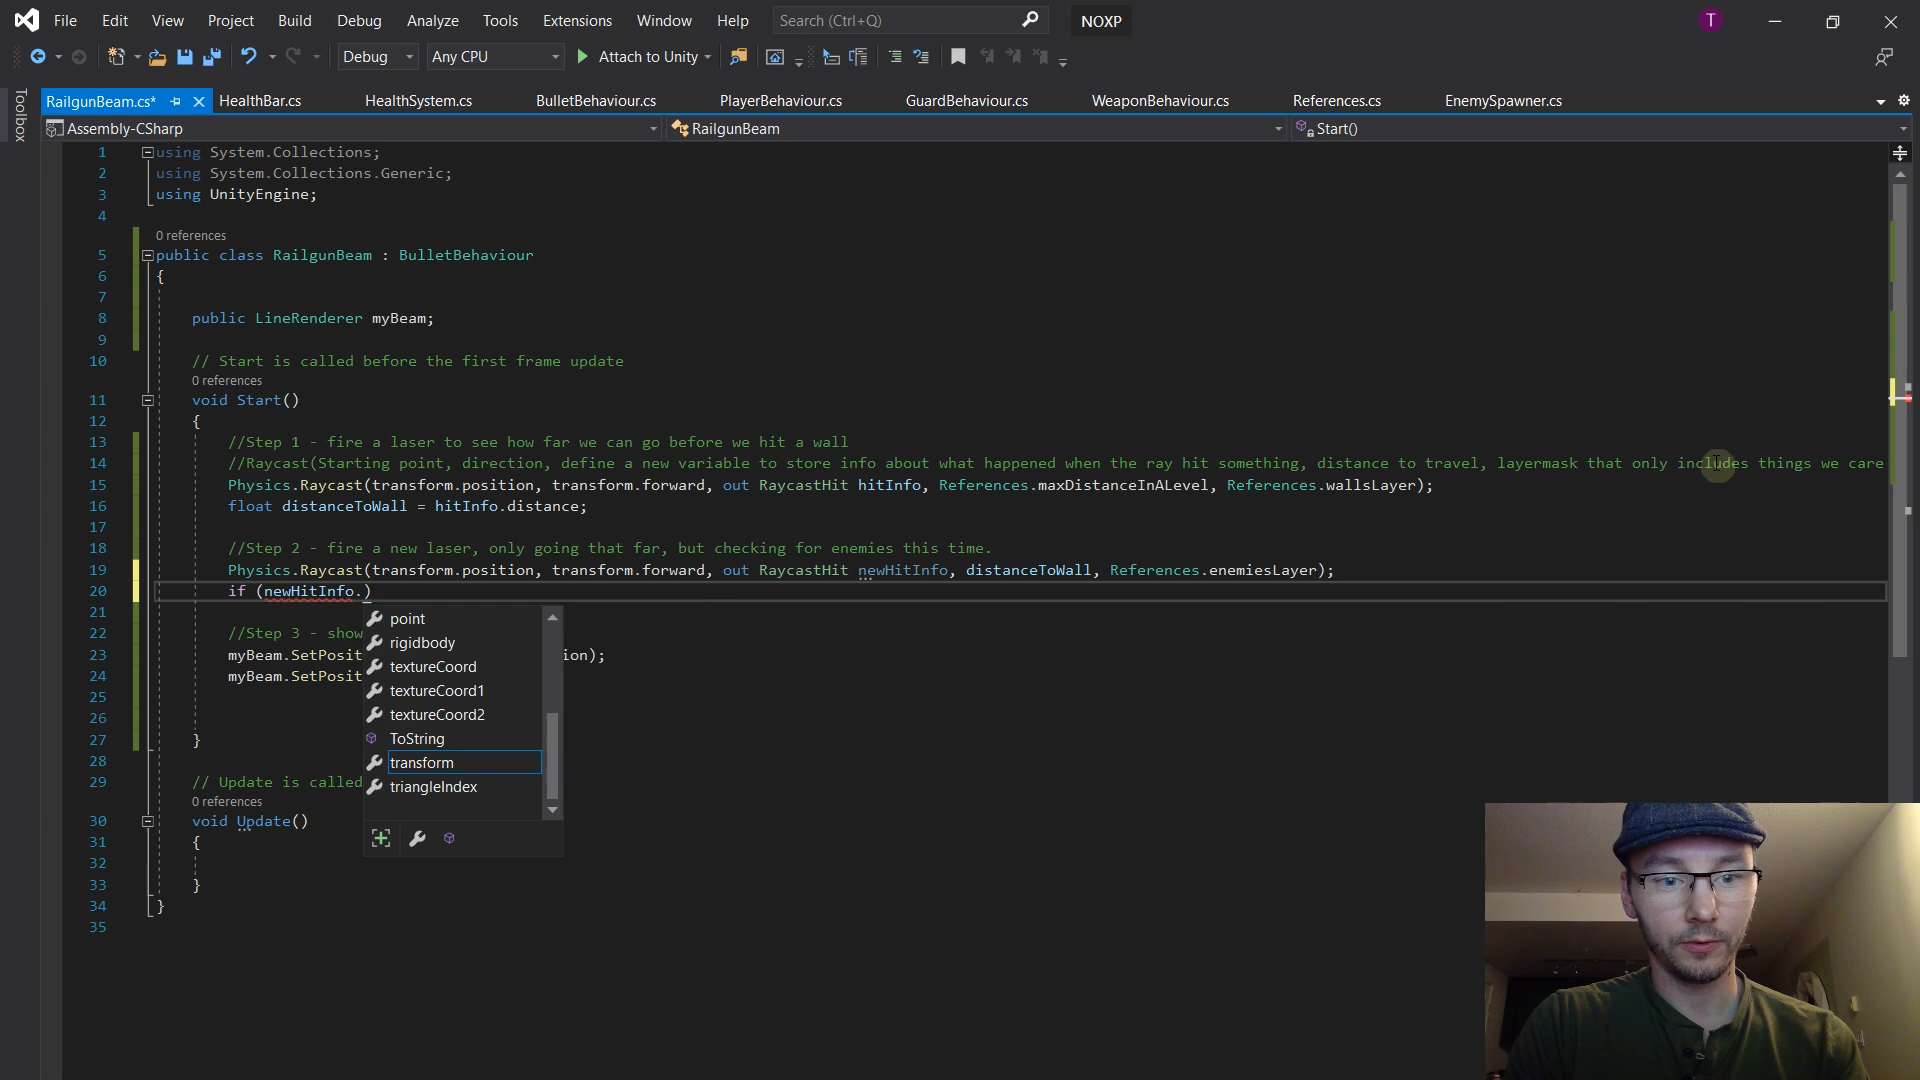 File Edit View Project Build Debug Analyze Tools Extensions Window Help Search (Ctrl+Q) NOXP T
Debug Any CPU Attach to Unity
Toolbox
RailgunBeam.cs* HealthBar.cs HealthSystem.cs BulletBehaviour.cs PlayerBehaviour.cs GuardBehaviour.cs WeaponBehaviour.cs References.cs EnemySpawner.cs
Assembly-CSharp RailgunBeam Start()
1 using System.Collections;
2 using System.Collections.Generic;
3 using UnityEngine;
4
0 references
5 public class RailgunBeam : BulletBehaviour
6 {
7
8 public LineRenderer myBeam;
9
10 // Start is called before the first frame update
0 references
11 void Start()
12 {
13 //Step 1 - fire a laser to see how far we can go before we hit a wall
14 //Raycast(Starting point, direction, define a new variable to store info about what happened when the ray hit something, distance to travel, layermask that only includes things we care
15 Physics.Raycast(transform.position, transform.forward, out RaycastHit hitInfo, References.maxDistanceInALevel, References.wallsLayer);
16 float distanceToWall = hitInfo.distance;
17
18 //Step 2 - fire a new laser, only going that far, but checking for enemies this time.
19 Physics.Raycast(transform.position, transform.forward, out RaycastHit newHitInfo, distanceToWall, References.enemiesLayer);
20 if (newHitInfo.)
21
22 //Step 3 - show
23 myBeam.SetPosit ion);
24 myBeam.SetPosit
25
26
27 }
28
29 // Update is called
0 references
30 void Update()
31 {
32
33 }
34 }
35
point
rigidbody
textureCoord
textureCoord1
textureCoord2
ToString
transform
triangleIndex